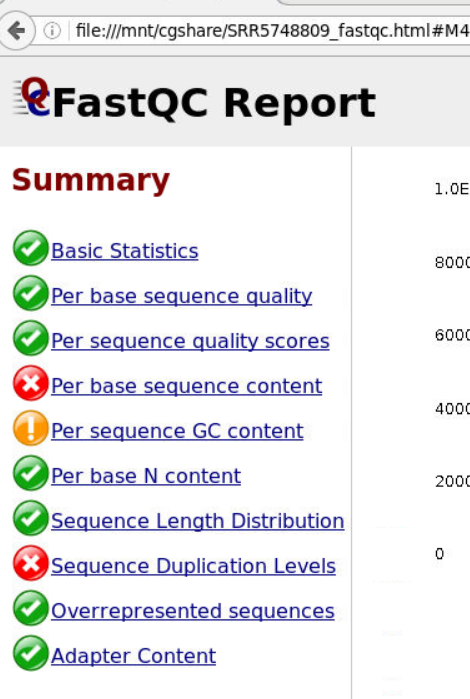 file:///mnt/cgshare/SRR5748809_fastqc.html#M4
FastQC Report
Summary
1.0E
Basic Statistics
8000
Per base sequence quality
Per sequence quality scores
6000
Per base sequence content
4000
Per sequence GC content
Per base N content
2000
Sequence Length Distribution
0
Sequence Duplication Levels
Overrepresented sequences
Adapter Content